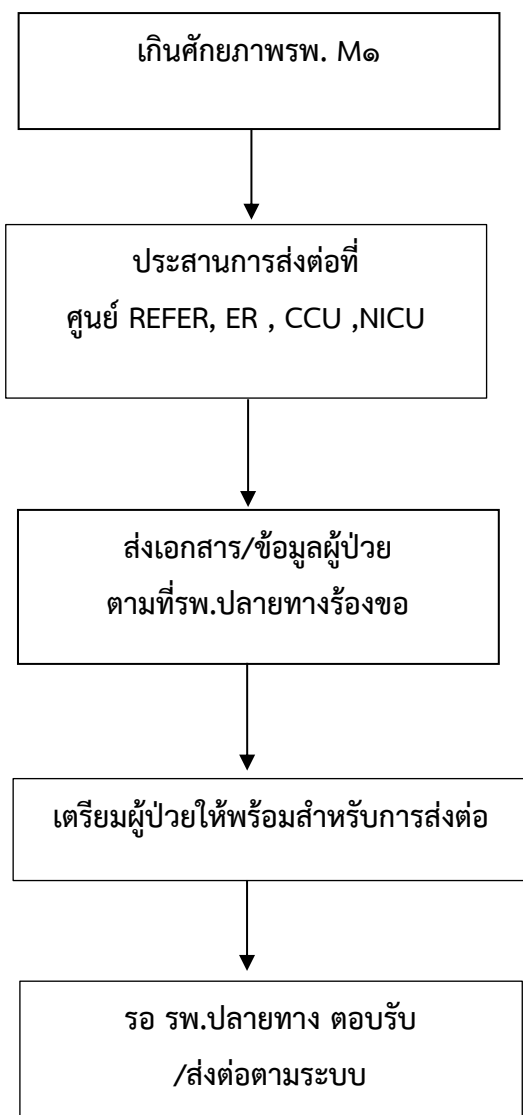 เกินศักยภาพรพ. M๑
ประสานการส่งต่อที่
ศูนย์ REFER, ER , CCU ,NICU
ส่งเอกสาร/ข้อมูลผู้ป่วย
ตามที่รพ.ปลายทางร้องขอ
เตรียมผู้ป่วยให้พร้อมสำหรับการส่งต่อ
รอ รพ.ปลายทาง ตอบรับ
/ส่งต่อตามระบบ